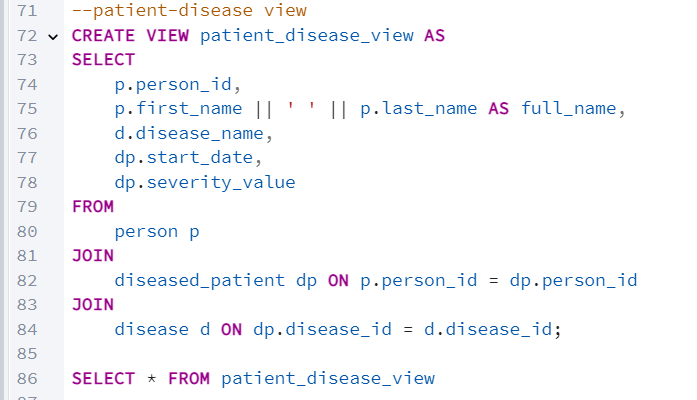 71 --patient-disease view
72 CREATE VIEW patient_disease_view AS
73 SELECT
74     p.person_id,
75     p.first_name || ' ' || p.last_name AS full_name,
76     d.disease_name,
77     dp.start_date,
78     dp.severity_value
79 FROM
80     person p
81 JOIN
82     diseased_patient dp ON p.person_id = dp.person_id
83 JOIN
84     disease d ON dp.disease_id = d.disease_id;
85
86 SELECT * FROM patient_disease_view